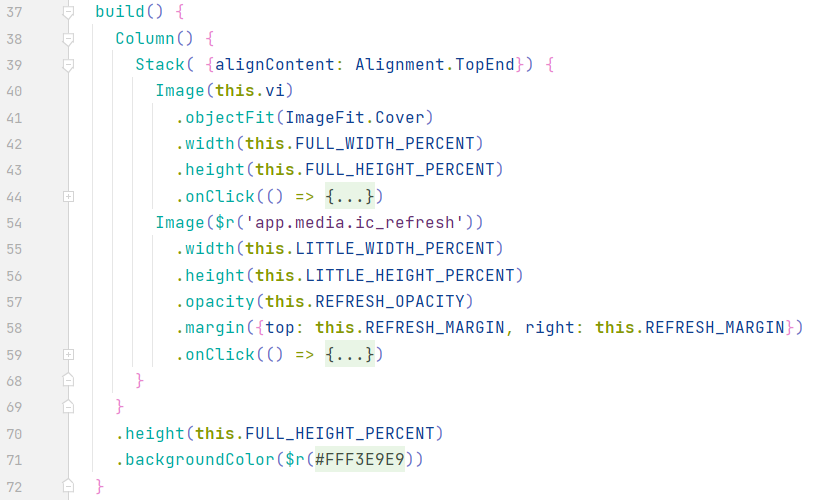 37 build() {
38 Column() {
39 Stack( {alignContent: Alignment.TopEnd}) {
40 Image(this.vi)
41 .objectFit(ImageFit.Cover)
42 .width(this.FULL_WIDTH_PERCENT)
43 .height(this.FULL_HEIGHT_PERCENT)
44 .onClick(() => {...})
54 Image($r('app.media.ic_refresh'))
55 .width(this.LITTLE_WIDTH_PERCENT)
56 .height(this.LITTLE_HEIGHT_PERCENT)
57 .opacity(this.REFRESH_OPACITY)
58 .margin({top: this.REFRESH_MARGIN, right: this.REFRESH_MARGIN})
59 .onClick(() => {...})
68 }
69 }
70 .height(this.FULL_HEIGHT_PERCENT)
71 .backgroundColor($r(#FFF3E9E9))
72 }